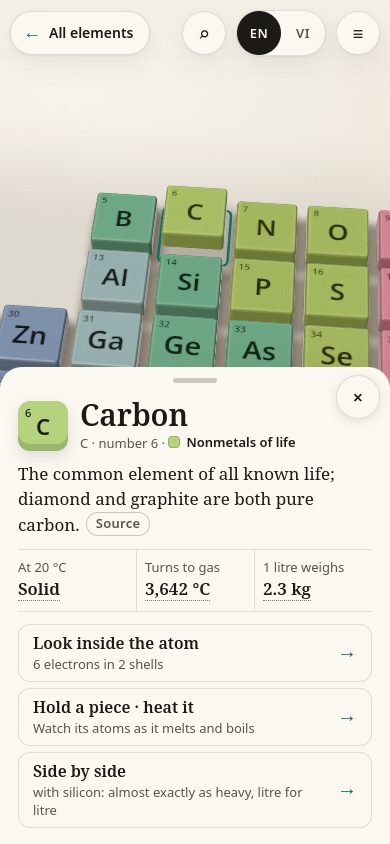 ← All elements
⌕
EN
VI
≡
5
B
6
C
7
N
8
O
9
13
Al
14
Si
15
P
16
S
30
Zn
31
Ga
32
Ge
33
As
34
Se
×
6
C
Carbon
C · number 6 · Nonmetals of life
The common element of all known life;
diamond and graphite are both pure
carbon. Source
At 20 °C
Solid
Turns to gas
3,642 °C
1 litre weighs
2.3 kg
Look inside the atom
6 electrons in 2 shells
→
Hold a piece · heat it
Watch its atoms as it melts and boils
→
Side by side
with silicon: almost exactly as heavy, litre for
litre
→